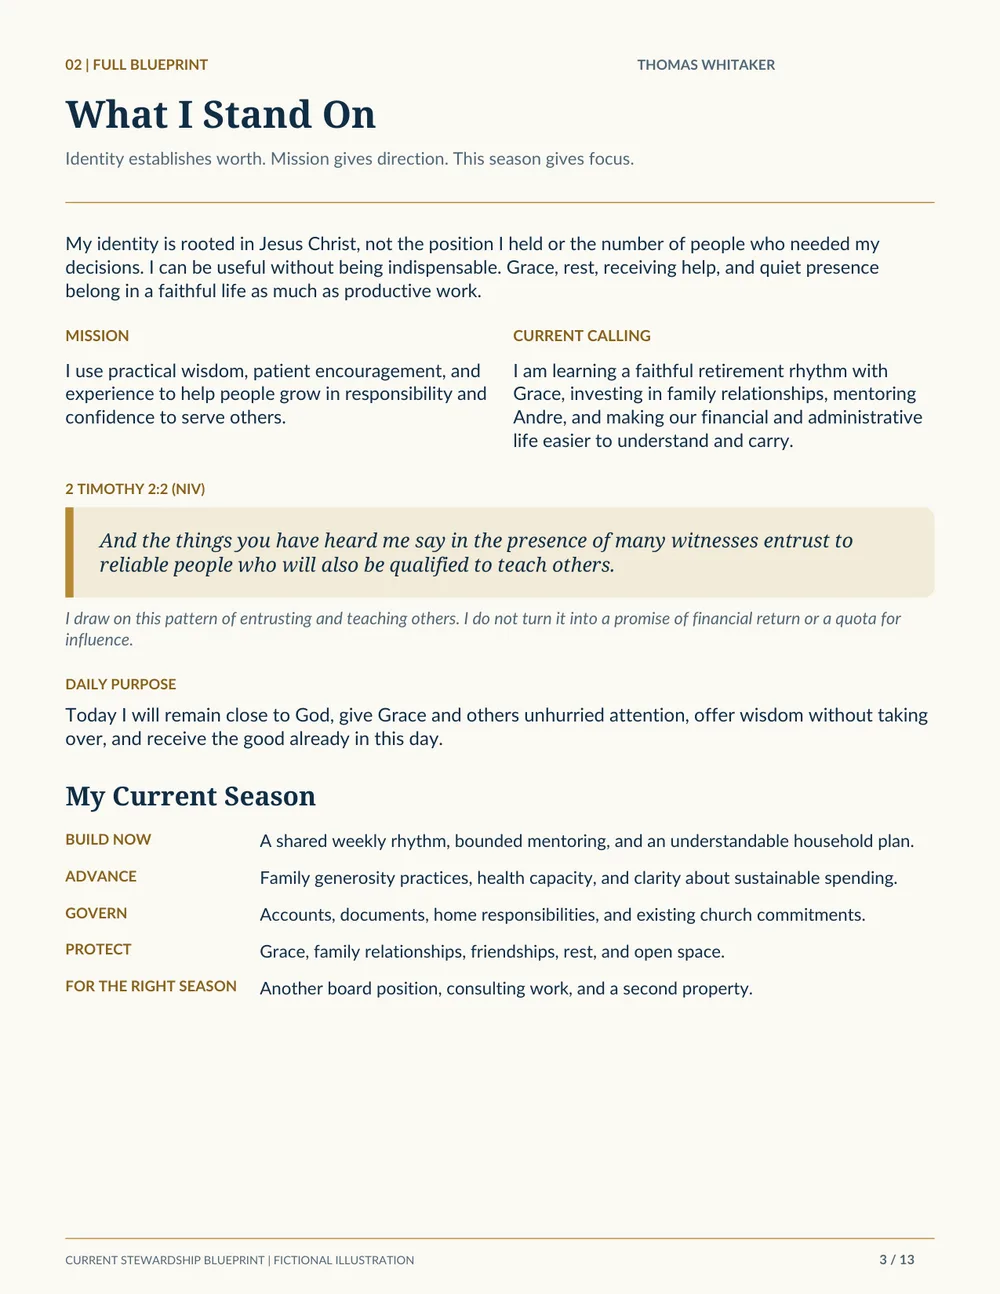 02 | FULL BLUEPRINT
THOMAS WHITAKER
What I Stand On
Identity establishes worth. Mission gives direction. This season gives focus.
My identity is rooted in Jesus Christ, not the position I held or the number of people who needed my
decisions. I can be useful without being indispensable. Grace, rest, receiving help, and quiet presence
belong in a faithful life as much as productive work.
MISSION
I use practical wisdom, patient encouragement, and
experience to help people grow in responsibility and
confidence to serve others.
CURRENT CALLING
I am learning a faithful retirement rhythm with
Grace, investing in family relationships, mentoring
Andre, and making our financial and administrative
life easier to understand and carry.
2 TIMOTHY 2:2 (NIV)
And the things you have heard me say in the presence of many witnesses entrust to
reliable people who will also be qualified to teach others.
I draw on this pattern of entrusting and teaching others. I do not turn it into a promise of financial return or a quota for
influence.
DAILY PURPOSE
Today I will remain close to God, give Grace and others unhurried attention, offer wisdom without taking
over, and receive the good already in this day.
My Current Season
BUILD NOW A shared weekly rhythm, bounded mentoring, and an understandable household plan.
ADVANCE Family generosity practices, health capacity, and clarity about sustainable spending.
GOVERN Accounts, documents, home responsibilities, and existing church commitments.
PROTECT Grace, family relationships, friendships, rest, and open space.
FOR THE RIGHT SEASON Another board position, consulting work, and a second property.
CURRENT STEWARDSHIP BLUEPRINT | FICTIONAL ILLUSTRATION
3 / 13